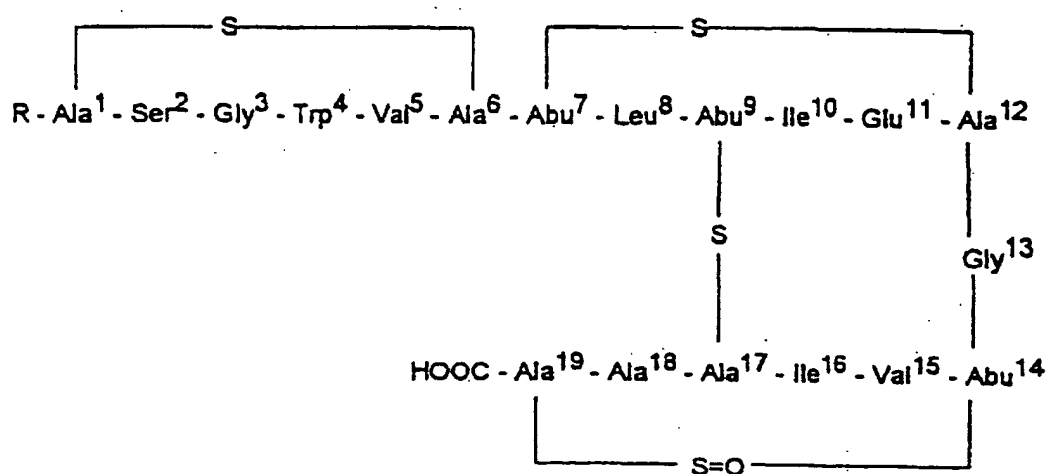 S S
R - Ala1 - Ser2 - Gly3 - Trp4 - Val5 - Ala6 - Abu7 - Leu8 - Abu9 - Ile10 - Glu11 - Ala12
S
Gly13
HOOC - Ala19 - Ala18 - Ala17 - Ile16 - Val15 - Abu14
S=O